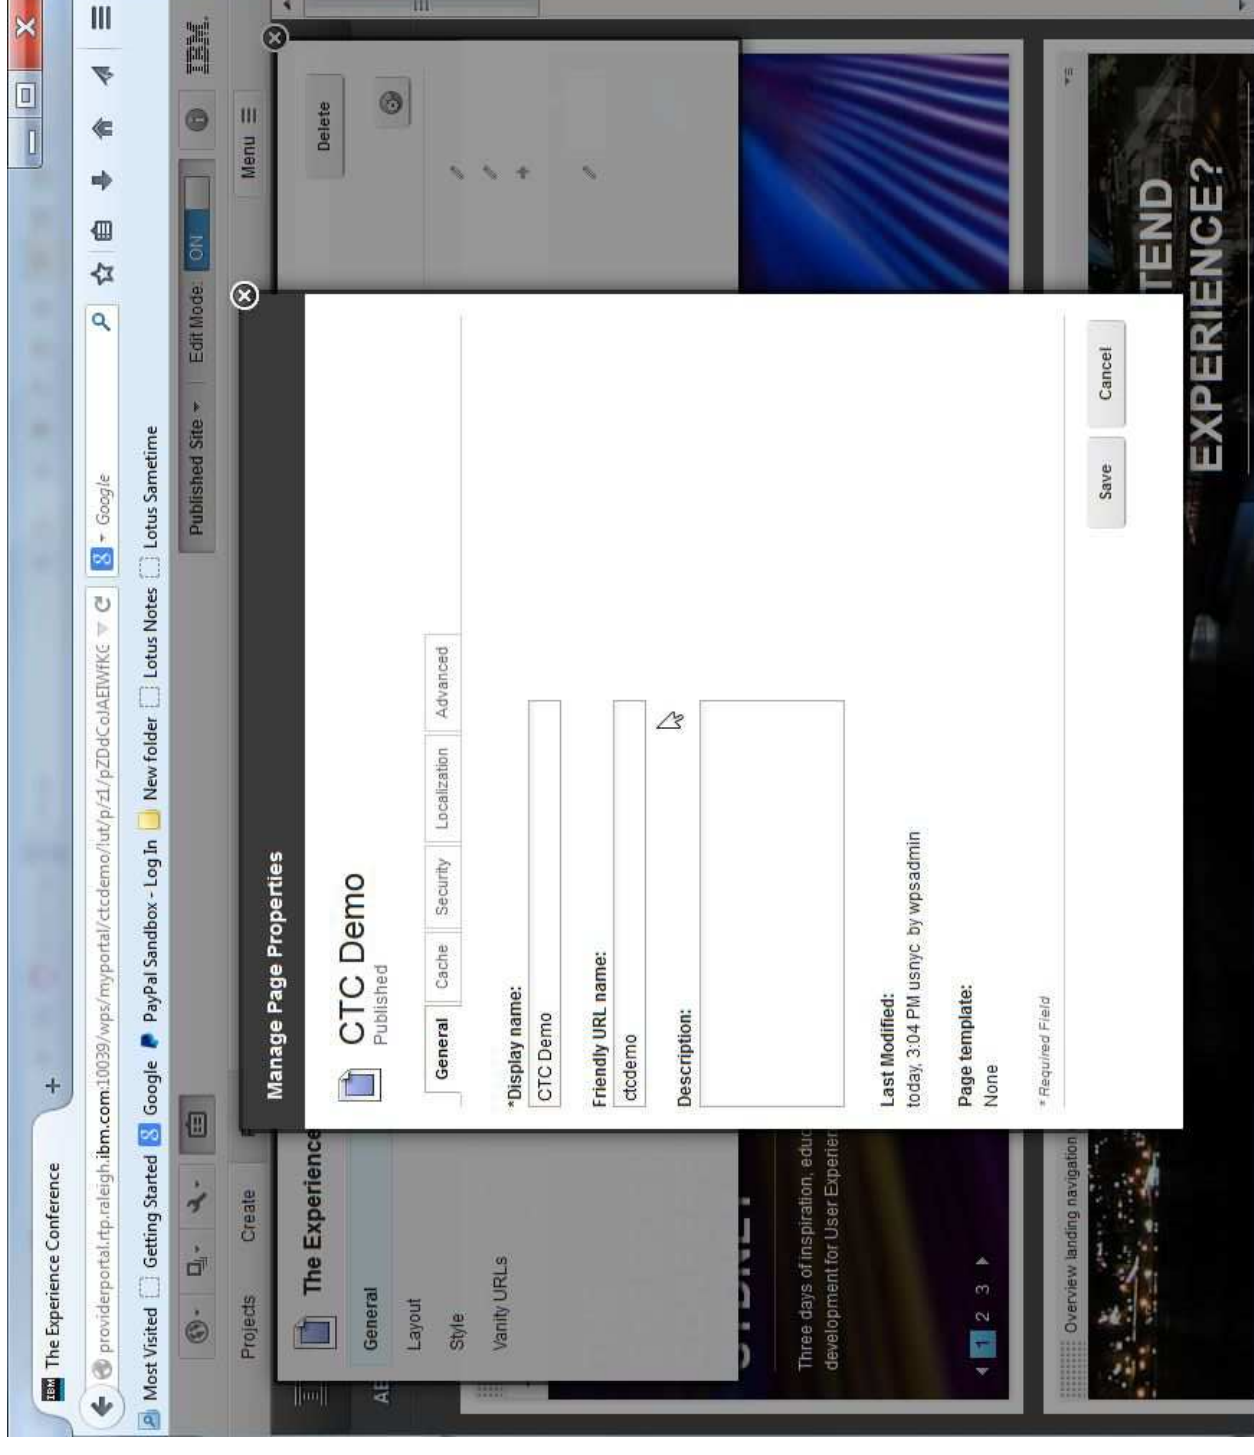 IBM The Experience Conference
providerportal.rtp.raleigh.ibm.com:10039/wps/myportal/ctcdemo/!ut/p/z1/pZDdCoJAEIWfKC
8 Google
Most Visited Getting Started 8 Google PayPal Sandbox - Log In New folder Lotus Notes Lotus Sametime
Published Site Edit Mode: ON IBM.
Projects Create Menu
Manage Page Properties
The Experience
Delete
CTC Demo
Published
General
Layout
Style
Vanity URLs
General Cache Security Localization Advanced
*Display name:
CTC Demo
Friendly URL name:
ctcdemo
Description:
Last Modified:
today, 3:04 PM usnyc by wpsadmin
Page template:
None
* Required Field
Save Cancel
Three days of inspiration, educ
development for User Experien
1 2 3
Overview landing navigation
TEND
EXPERIENCE?